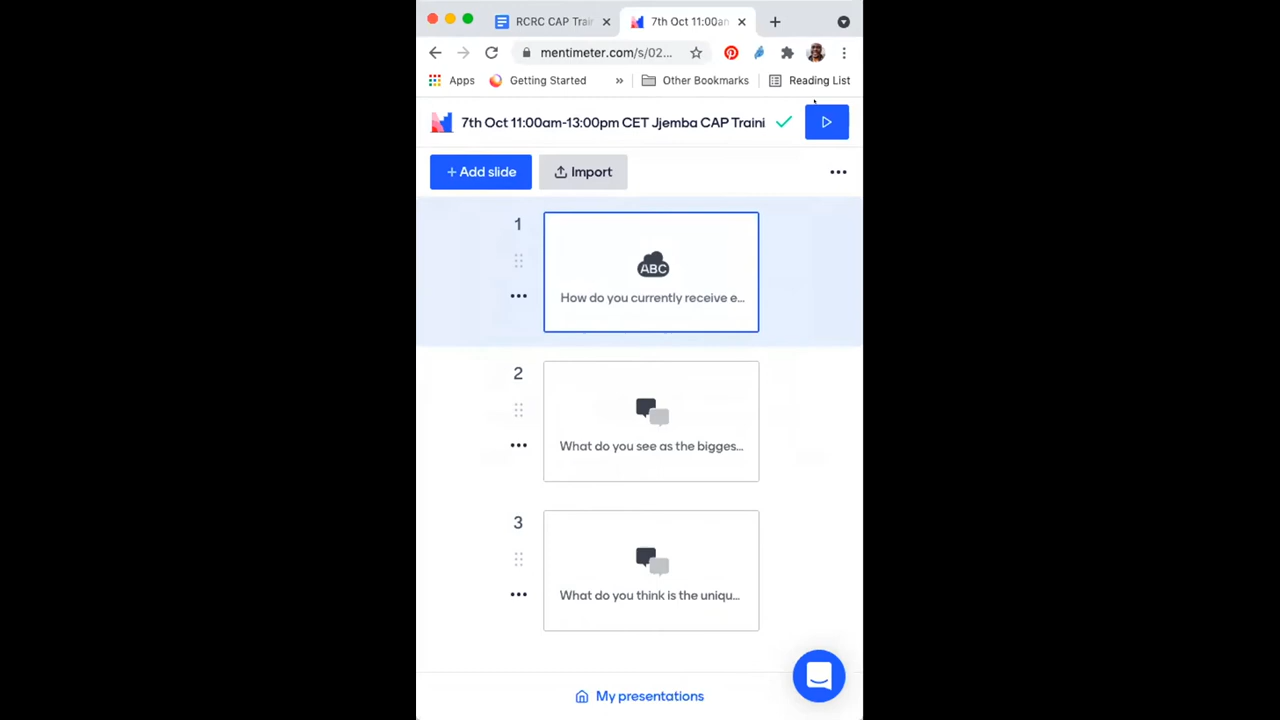 RCRC CAP Trai
7th Oct 11:00an
mentimeter.com/s/02...
Apps
Getting Started
»
Other Bookmarks
Reading List
7th Oct 11:00am-13:00pm CET Jjemba CAP Traini
+ Add slide
Import
1
ABC
How do you currently receive e...
2
What do you see as the bigges...
3
What do you think is the uniqu...
My presentations